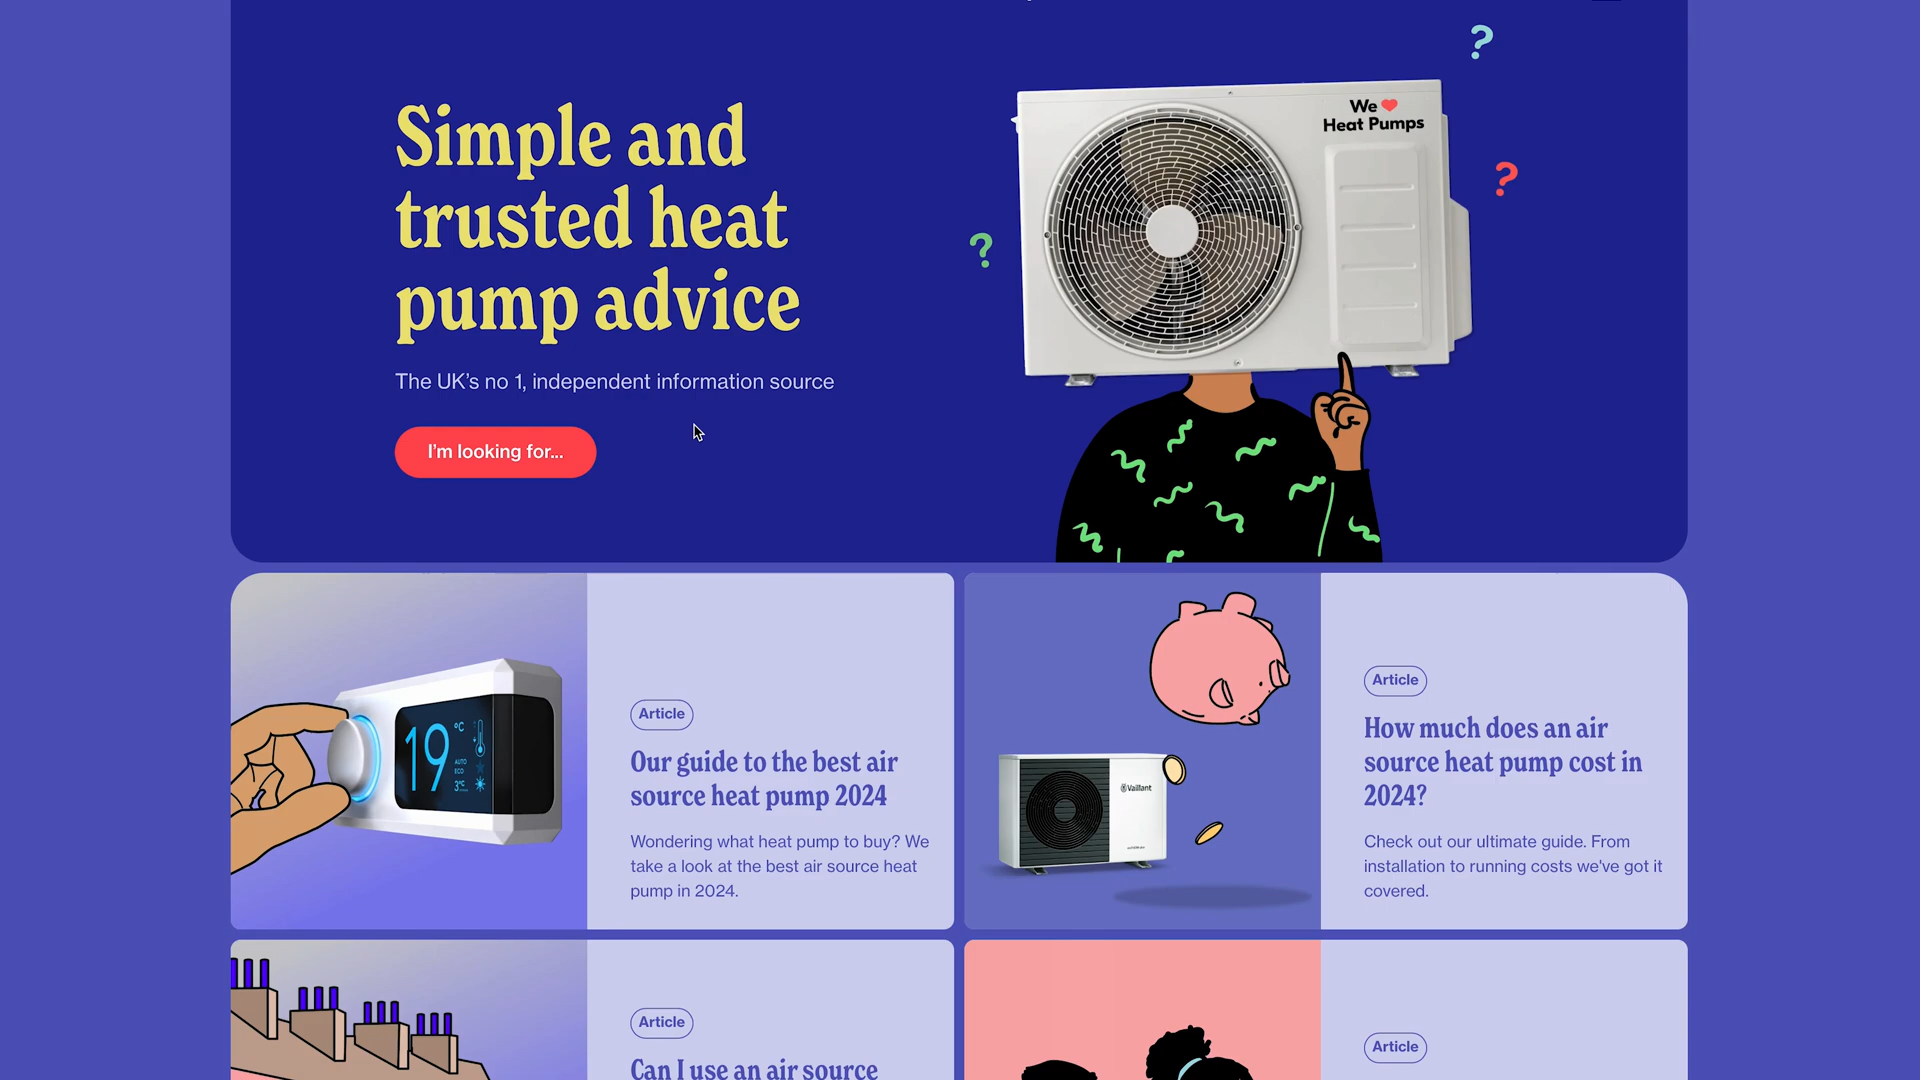 Simple and
trusted heat
pump advice
The UK's no 1, independent information source
I'm looking for...
We
Heat Pumps
?
?
?
19
°C
AUTO
ECO
3°C
Article
Our guide to the best air
source heat pump 2024
Wondering what heat pump to buy? We
take a look at the best air source heat
pump in 2024.
Vaillant
Article
How much does an air
source heat pump cost in
2024?
Check out our ultimate guide. From
installation to running costs we've got it
covered.
Article
Can I use an air source
Article